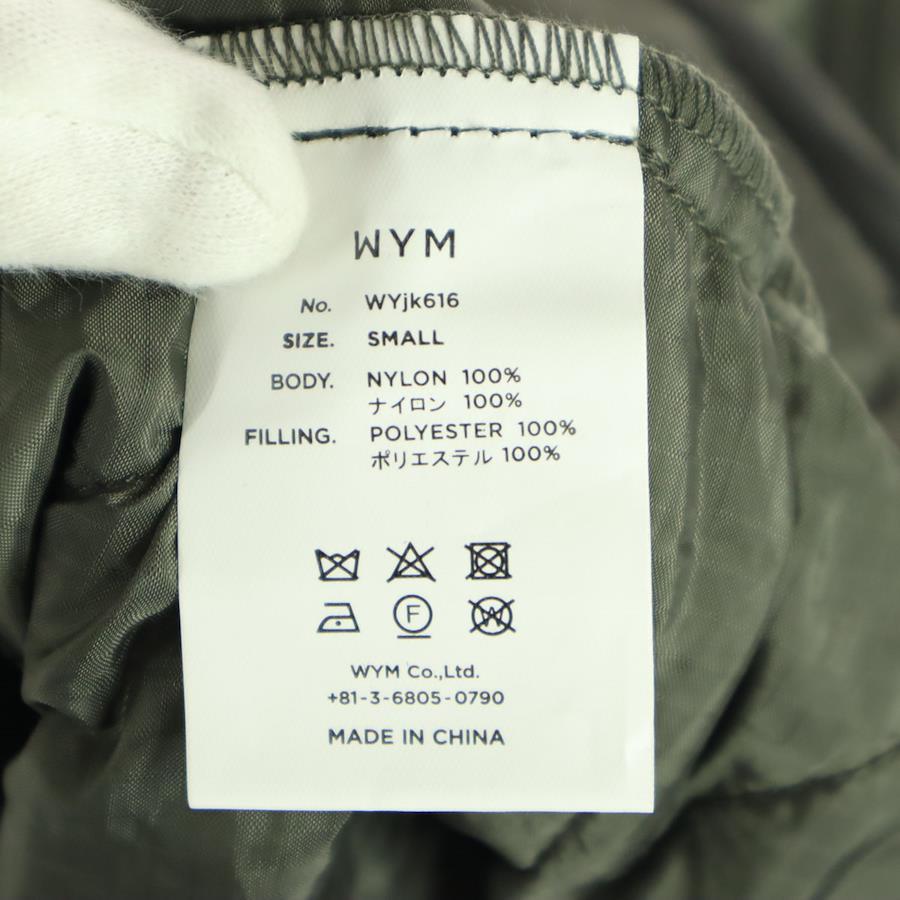 WYM
No. WYjk616
SIZE. SMALL
BODY. NYLON 100%
ナイロン 100%
FILLING. POLYESTER 100%
ポリエステル 100%
F
W
WYM Co.,Ltd.
+81-3-6805-0790
MADE IN CHINA